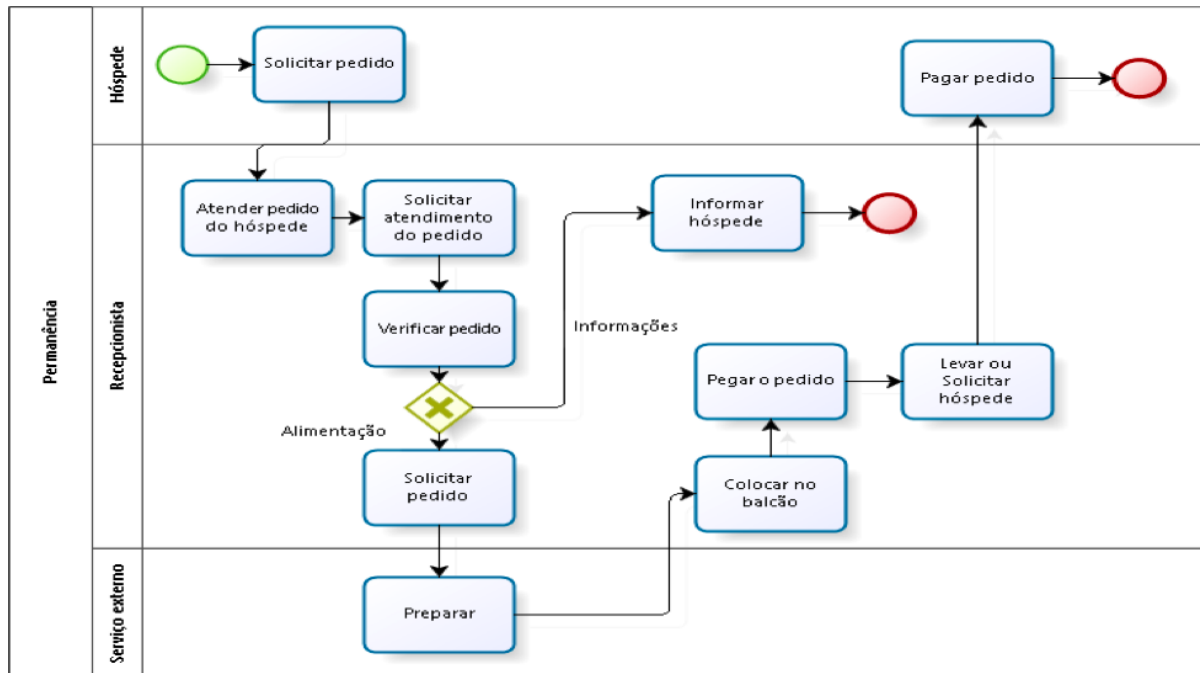 Permanência
Hóspede
Solicitar pedido
Pagar pedido
Recepcionista
Atender pedido
do hóspede
Solicitar
atendimento
do pedido
Informar
hóspede
Verificar pedido
Informações
Alimentação
Pegar o pedido
Levar ou
Solicitar
hóspede
Solicitar
pedido
Colocar no
balcão
Serviço externo
Preparar